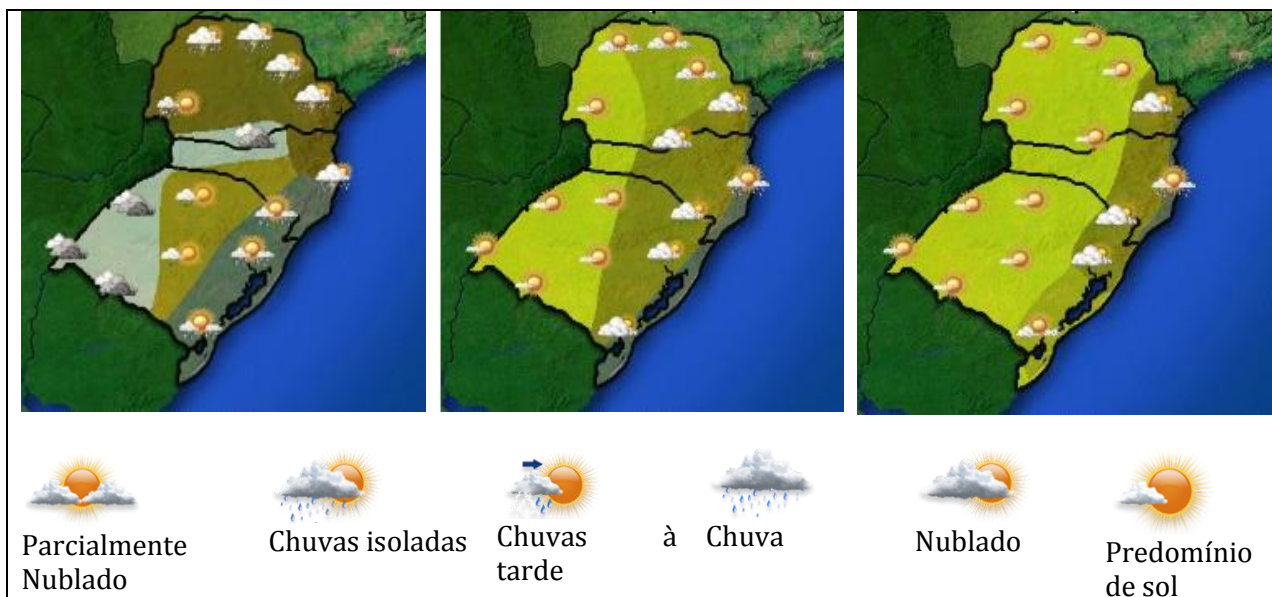 Parcialmente
Nublado
Chuvas isoladas
Chuvas à
tarde
Chuva
Nublado
Predomínio
de sol